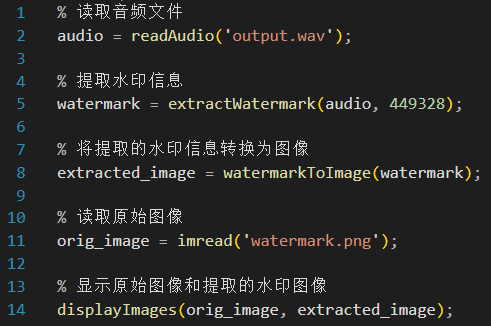 1 % 读取音频文件
2 audio = readAudio('output.wav');
3
4 % 提取水印信息
5 watermark = extractWatermark(audio, 449328);
6
7 % 将提取的水印信息转换为图像
8 extracted_image = watermarkToImage(watermark);
9
10 % 读取原始图像
11 orig_image = imread('watermark.png');
12
13 % 显示原始图像和提取的水印图像
14 displayImages(orig_image, extracted_image);